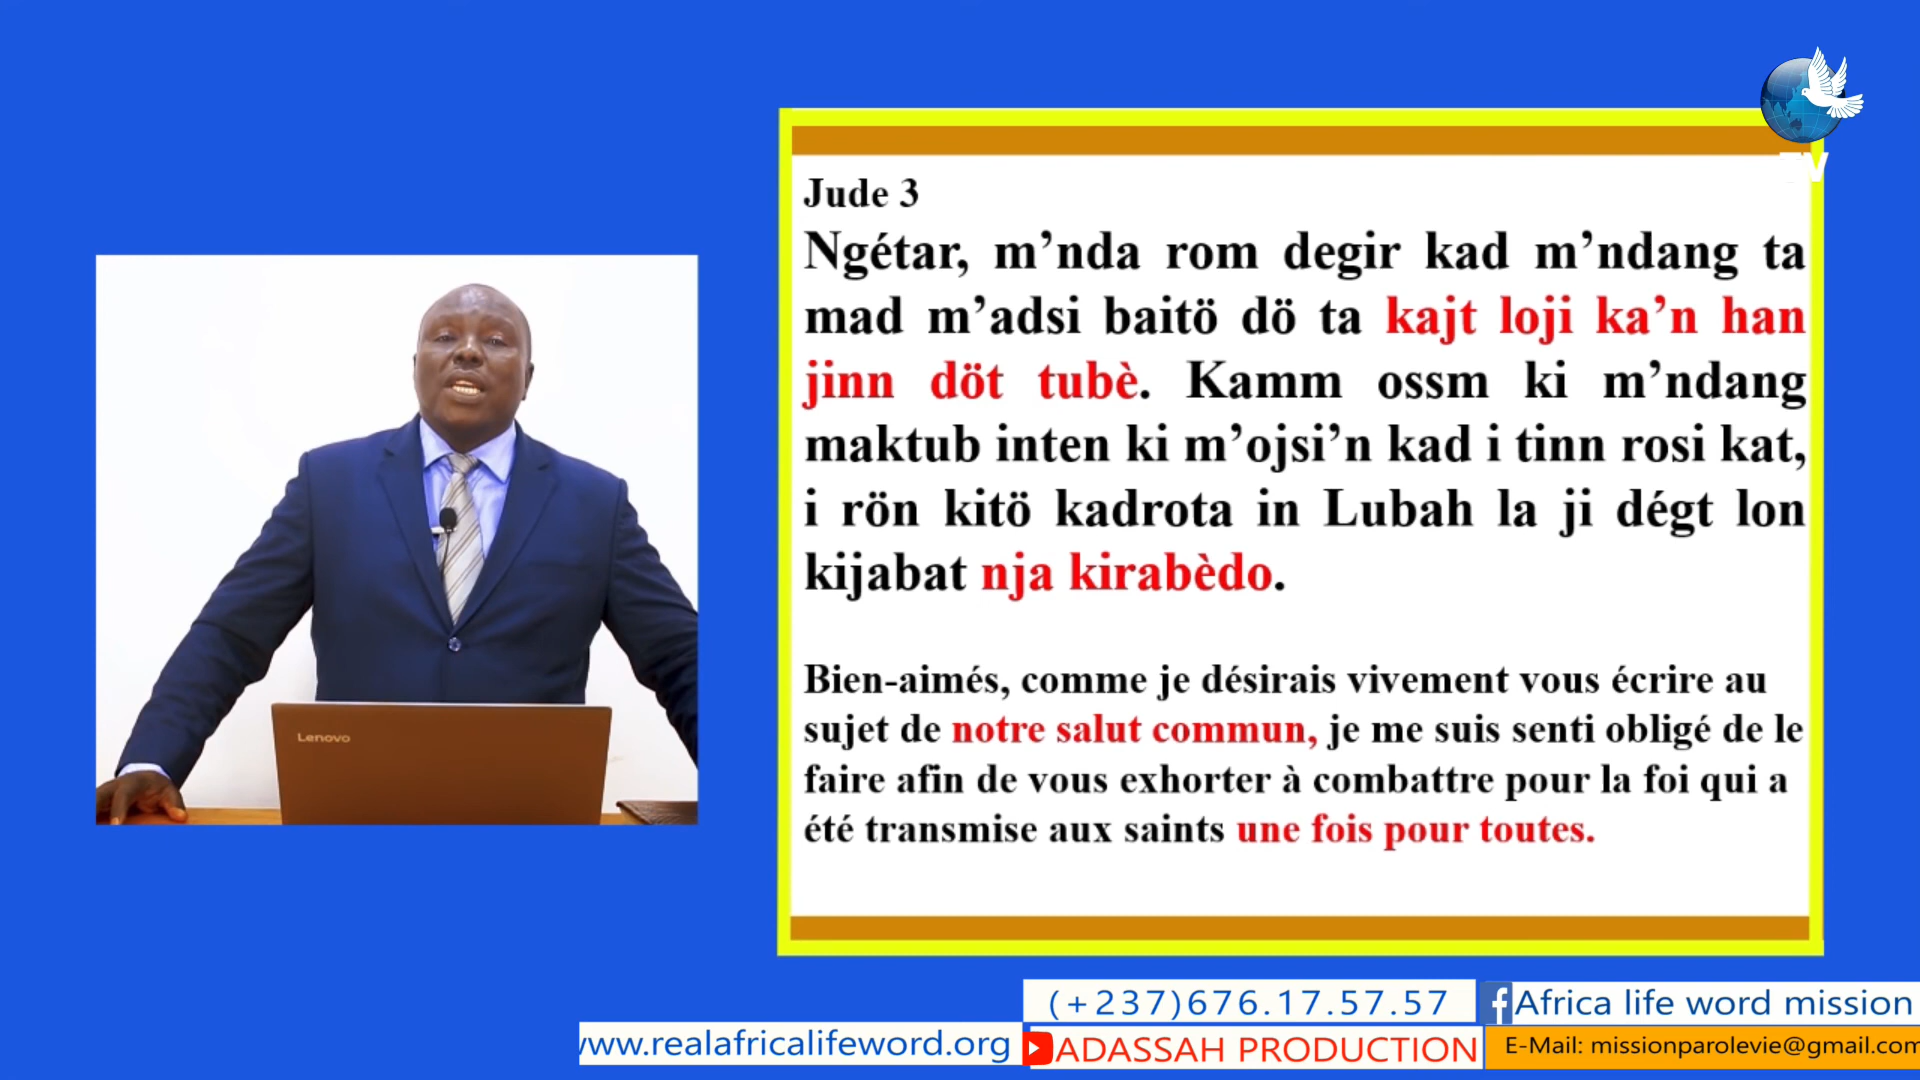 TV
Jude 3
Ngétar, m’nda rom degir kad m’ndang ta
mad m’adsi baitö dö ta kajt loji ka’n han
jinn döt tubè. Kamm ossm ki m’ndang
maktub inten ki m’ojsi’n kad i tinn rosi kat,
i rön kitö kadrota in Lubah la ji dégt lon
kijabat nja kirabèdo.
Bien-aimés, comme je désirais vivement vous écrire au
sujet de notre salut commun, je me suis senti obligé de le
faire afin de vous exhorter à combattre pour la foi qui a
été transmise aux saints une fois pour toutes.
Lenovo
(+237)676.17.57.57
Africa life word mission
www.realafricalifeword.org
ADASSAH PRODUCTION
E-Mail: missionparolevie@gmail.com